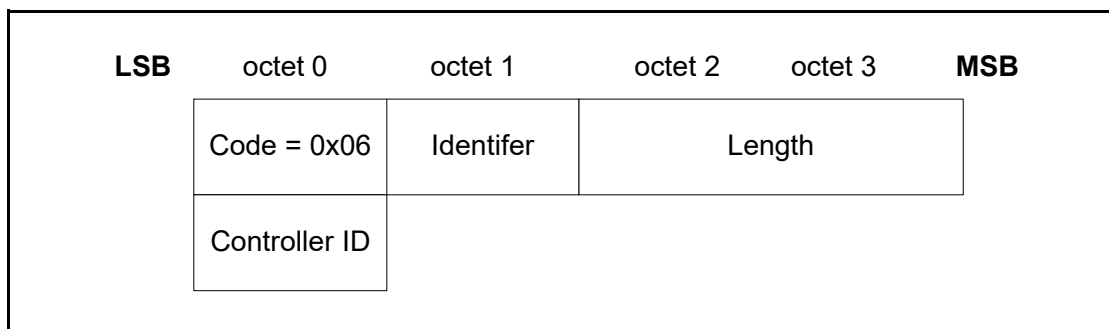 LSB octet 0 octet 1 octet 2 octet 3 MSB
Code = 0x06 Identifer Length
Controller ID